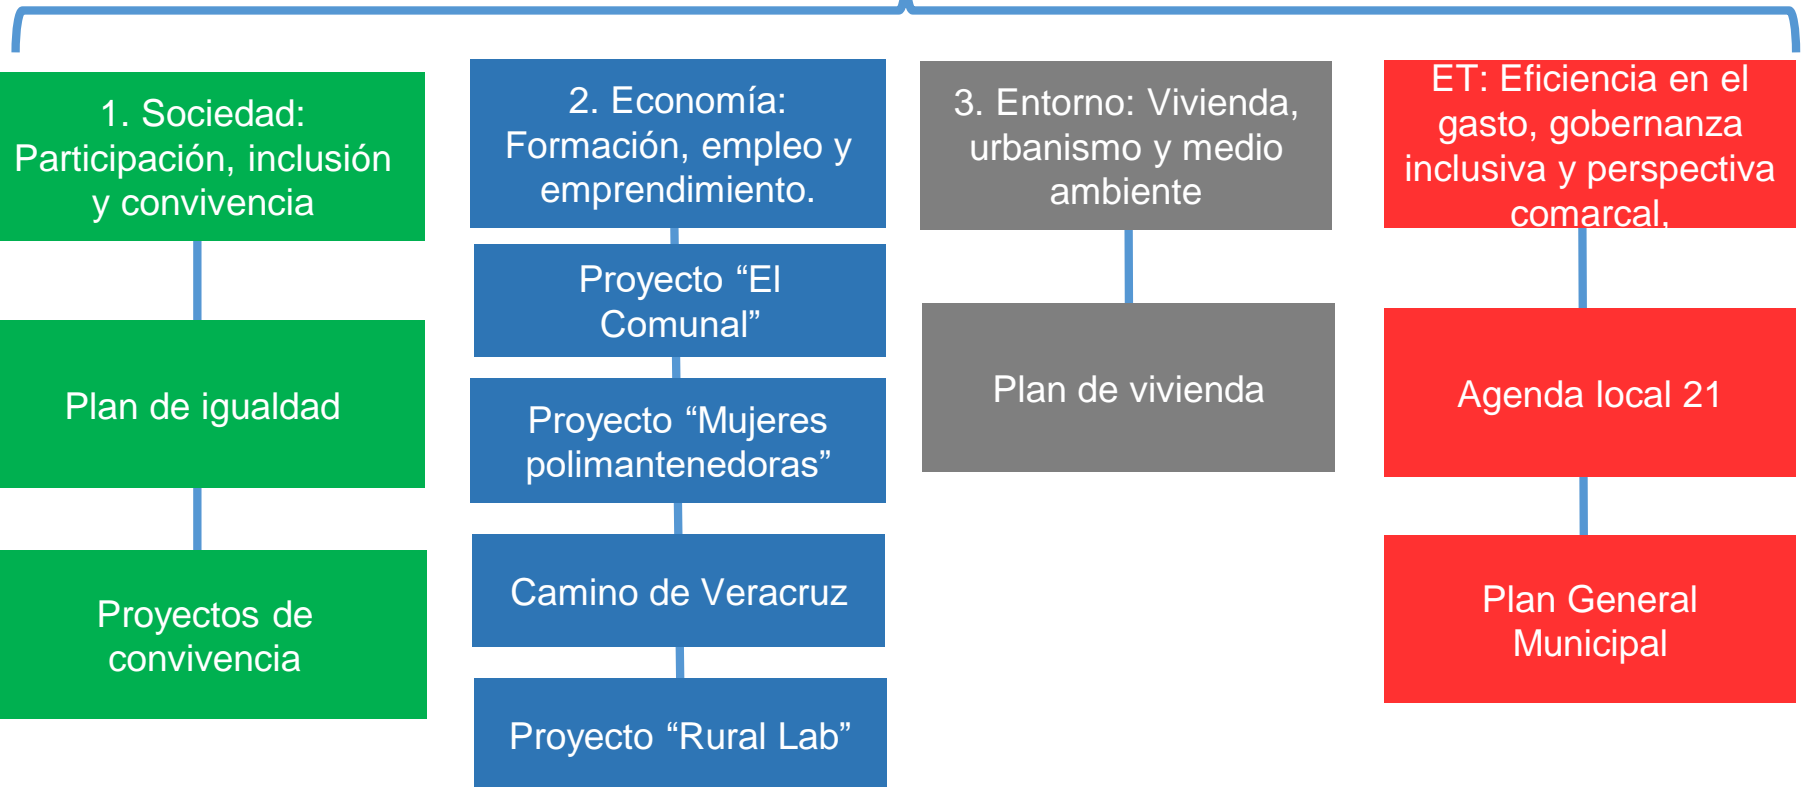 1. Sociedad:
Participación, inclusión
y convivencia
Plan de igualdad
Proyectos de
convivencia
2. Economía:
Formación, empleo y
emprendimiento.
Proyecto “El
Comunal”
Proyecto “Mujeres
polimantenedoras”
Camino de Veracruz
Proyecto “Rural Lab”
3. Entorno: Vivienda,
urbanismo y medio
ambiente
Plan de vivienda
ET: Eficiencia en el
gasto, gobernanza
inclusiva y perspectiva
comarcal,
Agenda local 21
Plan General
Municipal